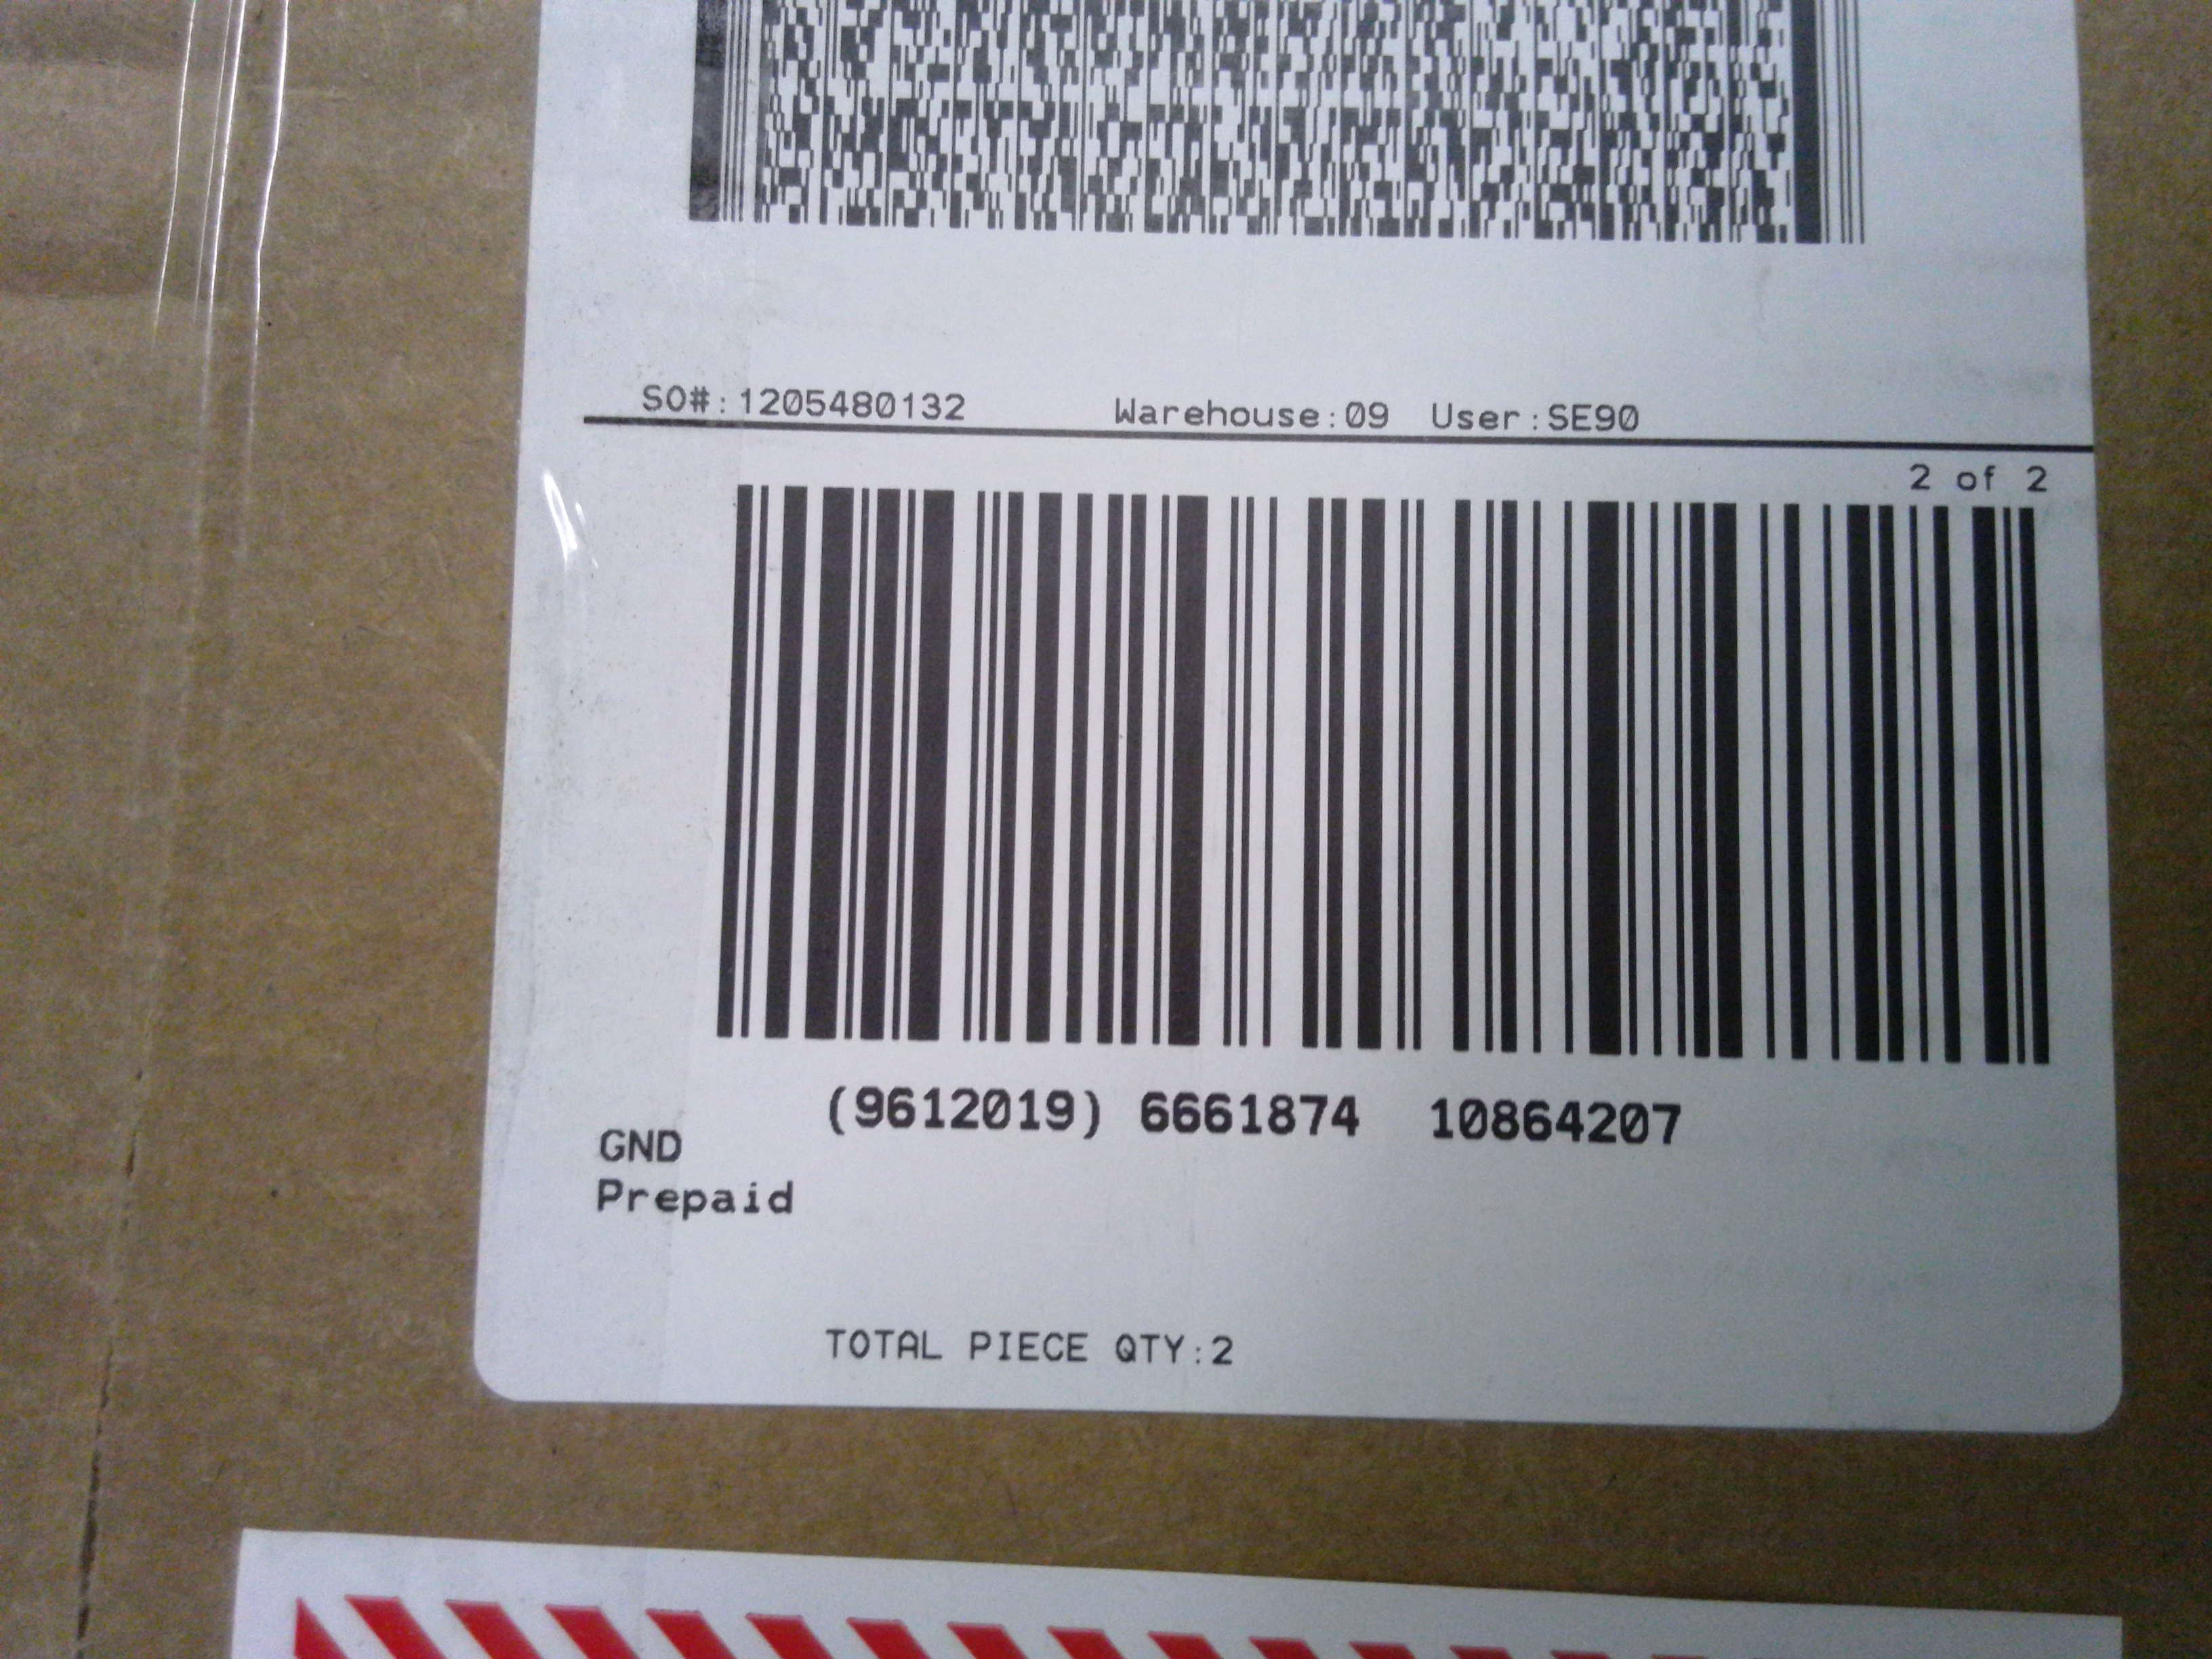 SO#:1205480132 Warehouse:09 User:SE90
2 of 2
(9612019) 6661874 10864207
GND
Prepaid
TOTAL PIECE QTY:2